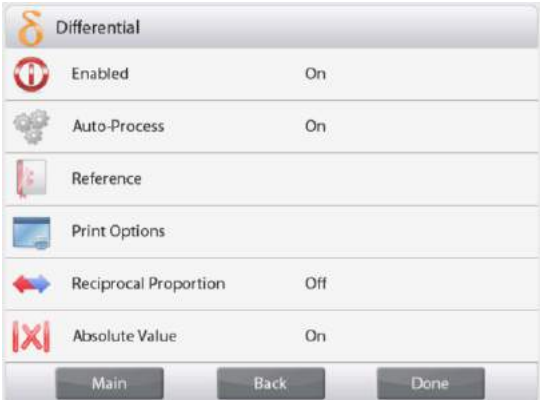 δ Differential
Enabled On
Auto-Process On
Reference
Print Options
Reciprocal Proportion Off
|X| Absolute Value On
Main Back Done